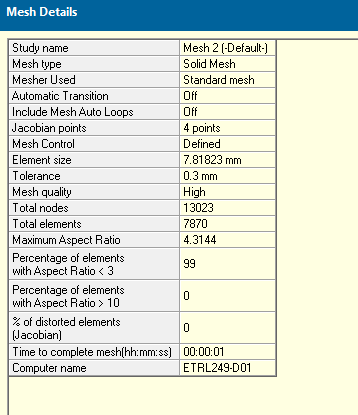 Mesh Details
Study name Mesh 2 (-Default-)
Mesh type Solid Mesh
Mesher Used Standard mesh
Automatic Transition Off
Include Mesh Auto Loops Off
Jacobian points 4 points
Mesh Control Defined
Element size 7.81823 mm
Tolerance 0.3 mm
Mesh quality High
Total nodes 13023
Total elements 7870
Maximum Aspect Ratio 4.3144
Percentage of elements
with Aspect Ratio < 3 99
Percentage of elements
with Aspect Ratio > 10 0
% of distorted elements
(Jacobian) 0
Time to complete mesh(hh:mm:ss) 00:00:01
Computer name ETRL249-D01